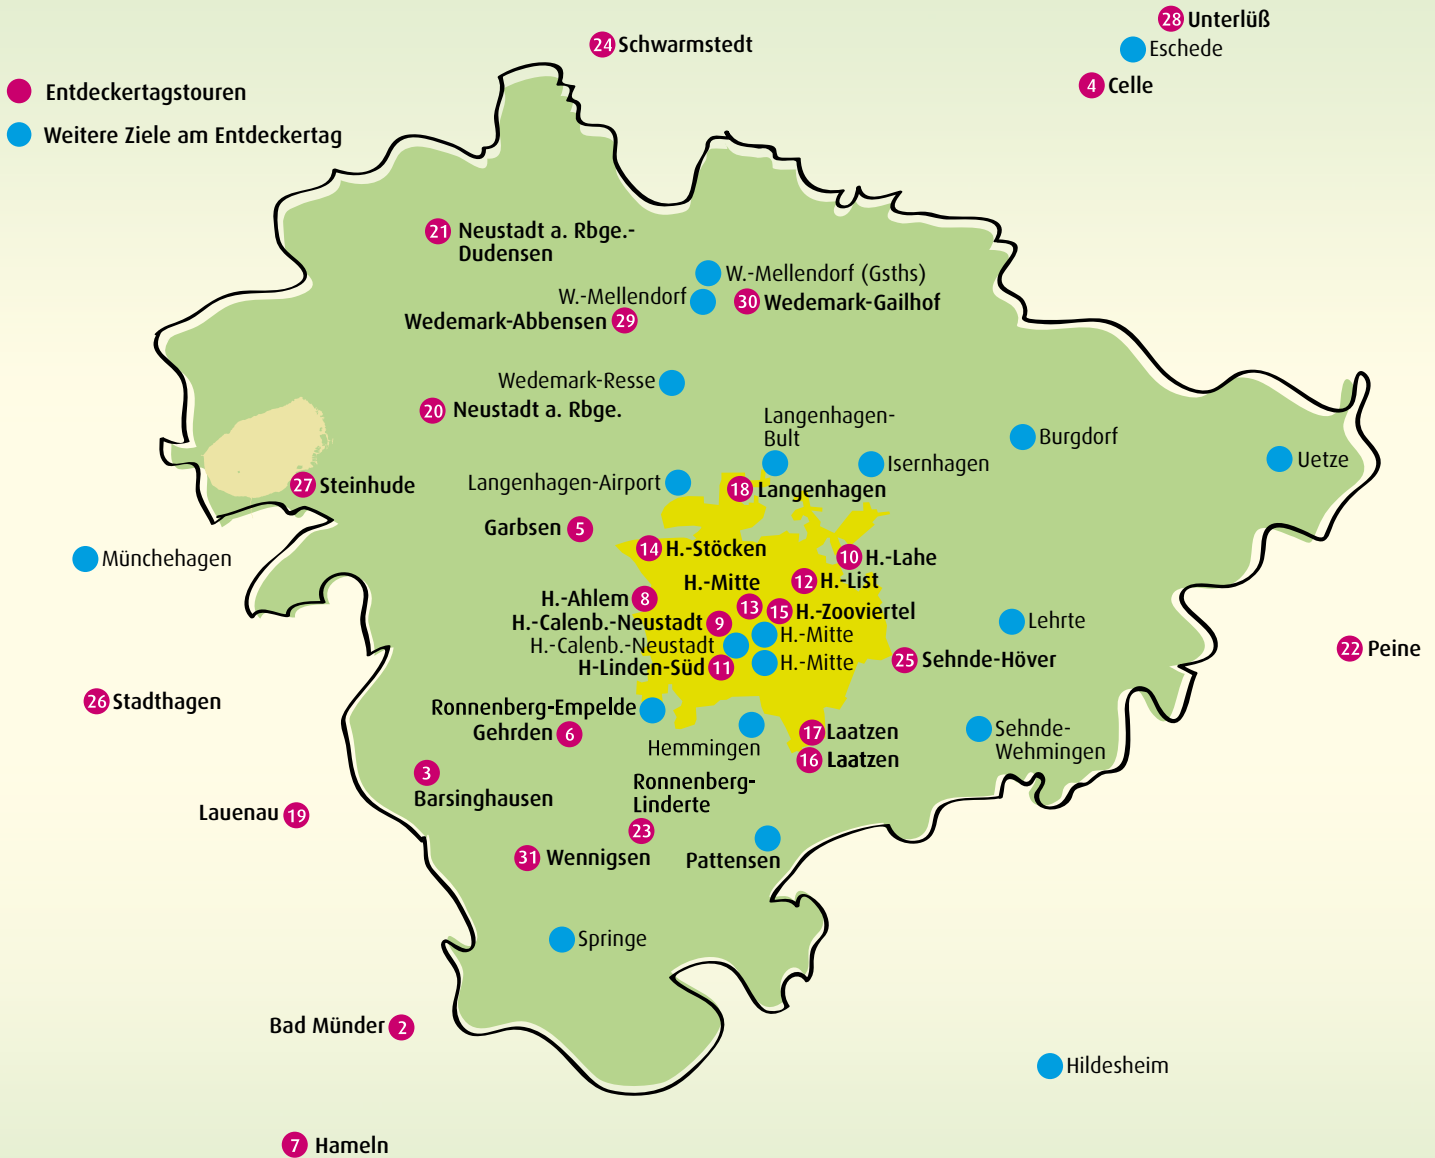 28 Unterlüß
24 Schwarmstedt
Eschede
4 Celle
Entdeckertagstouren
Weitere Ziele am Entdeckertag
21 Neustadt a. Rbge.-
Dudensen
W.-Mellendorf (Gsths)
W.-Mellendorf
30 Wedemark-Gailhof
Wedemark-Abbensen 29
Wedemark-Resse
20 Neustadt a. Rbge.
Langenhagen-
Bult
Burgdorf
Isernhagen
Uetze
27 Steinhude
Langenhagen-Airport
18 Langenhagen
Garbsen 5
14 H.-Stöcken
10 H.-Lahe
Münchehagen
H.-Mitte
13
12 H.-List
H.-Ahlem 8
15 H.-Zooviertel
H.-Calenb.-Neustadt 9
H.-Mitte
H.-Calenb.-Neustadt
H.-Mitte
H-Linden-Süd 11
Lehrte
25 Sehnde-Höver
22 Peine
26 Stadthagen
Ronnenberg-Empelde
Gehrden 6
Hemmingen
17 Laatzen
16 Laatzen
Sehnde-
Wehmingen
3
Barsinghausen
Ronnenberg-
Linderte
23
Lauenau 19
31 Wennigsen
Pattensen
Springe
Bad Münder 2
Hildesheim
7 Hameln